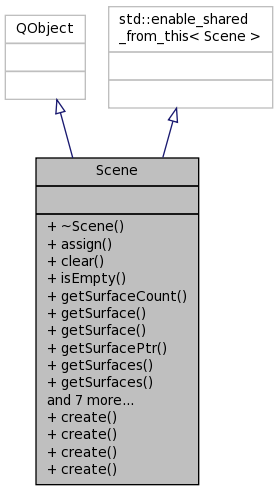 QObject
std::enable_shared
_from_this< Scene >
Scene
+ ~Scene()
+ assign()
+ clear()
+ isEmpty()
+ getSurfaceCount()
+ getSurface()
+ getSurface()
+ getSurfacePtr()
+ getSurfaces()
+ getSurfaces()
and 7 more...
+ create()
+ create()
+ create()
+ create()